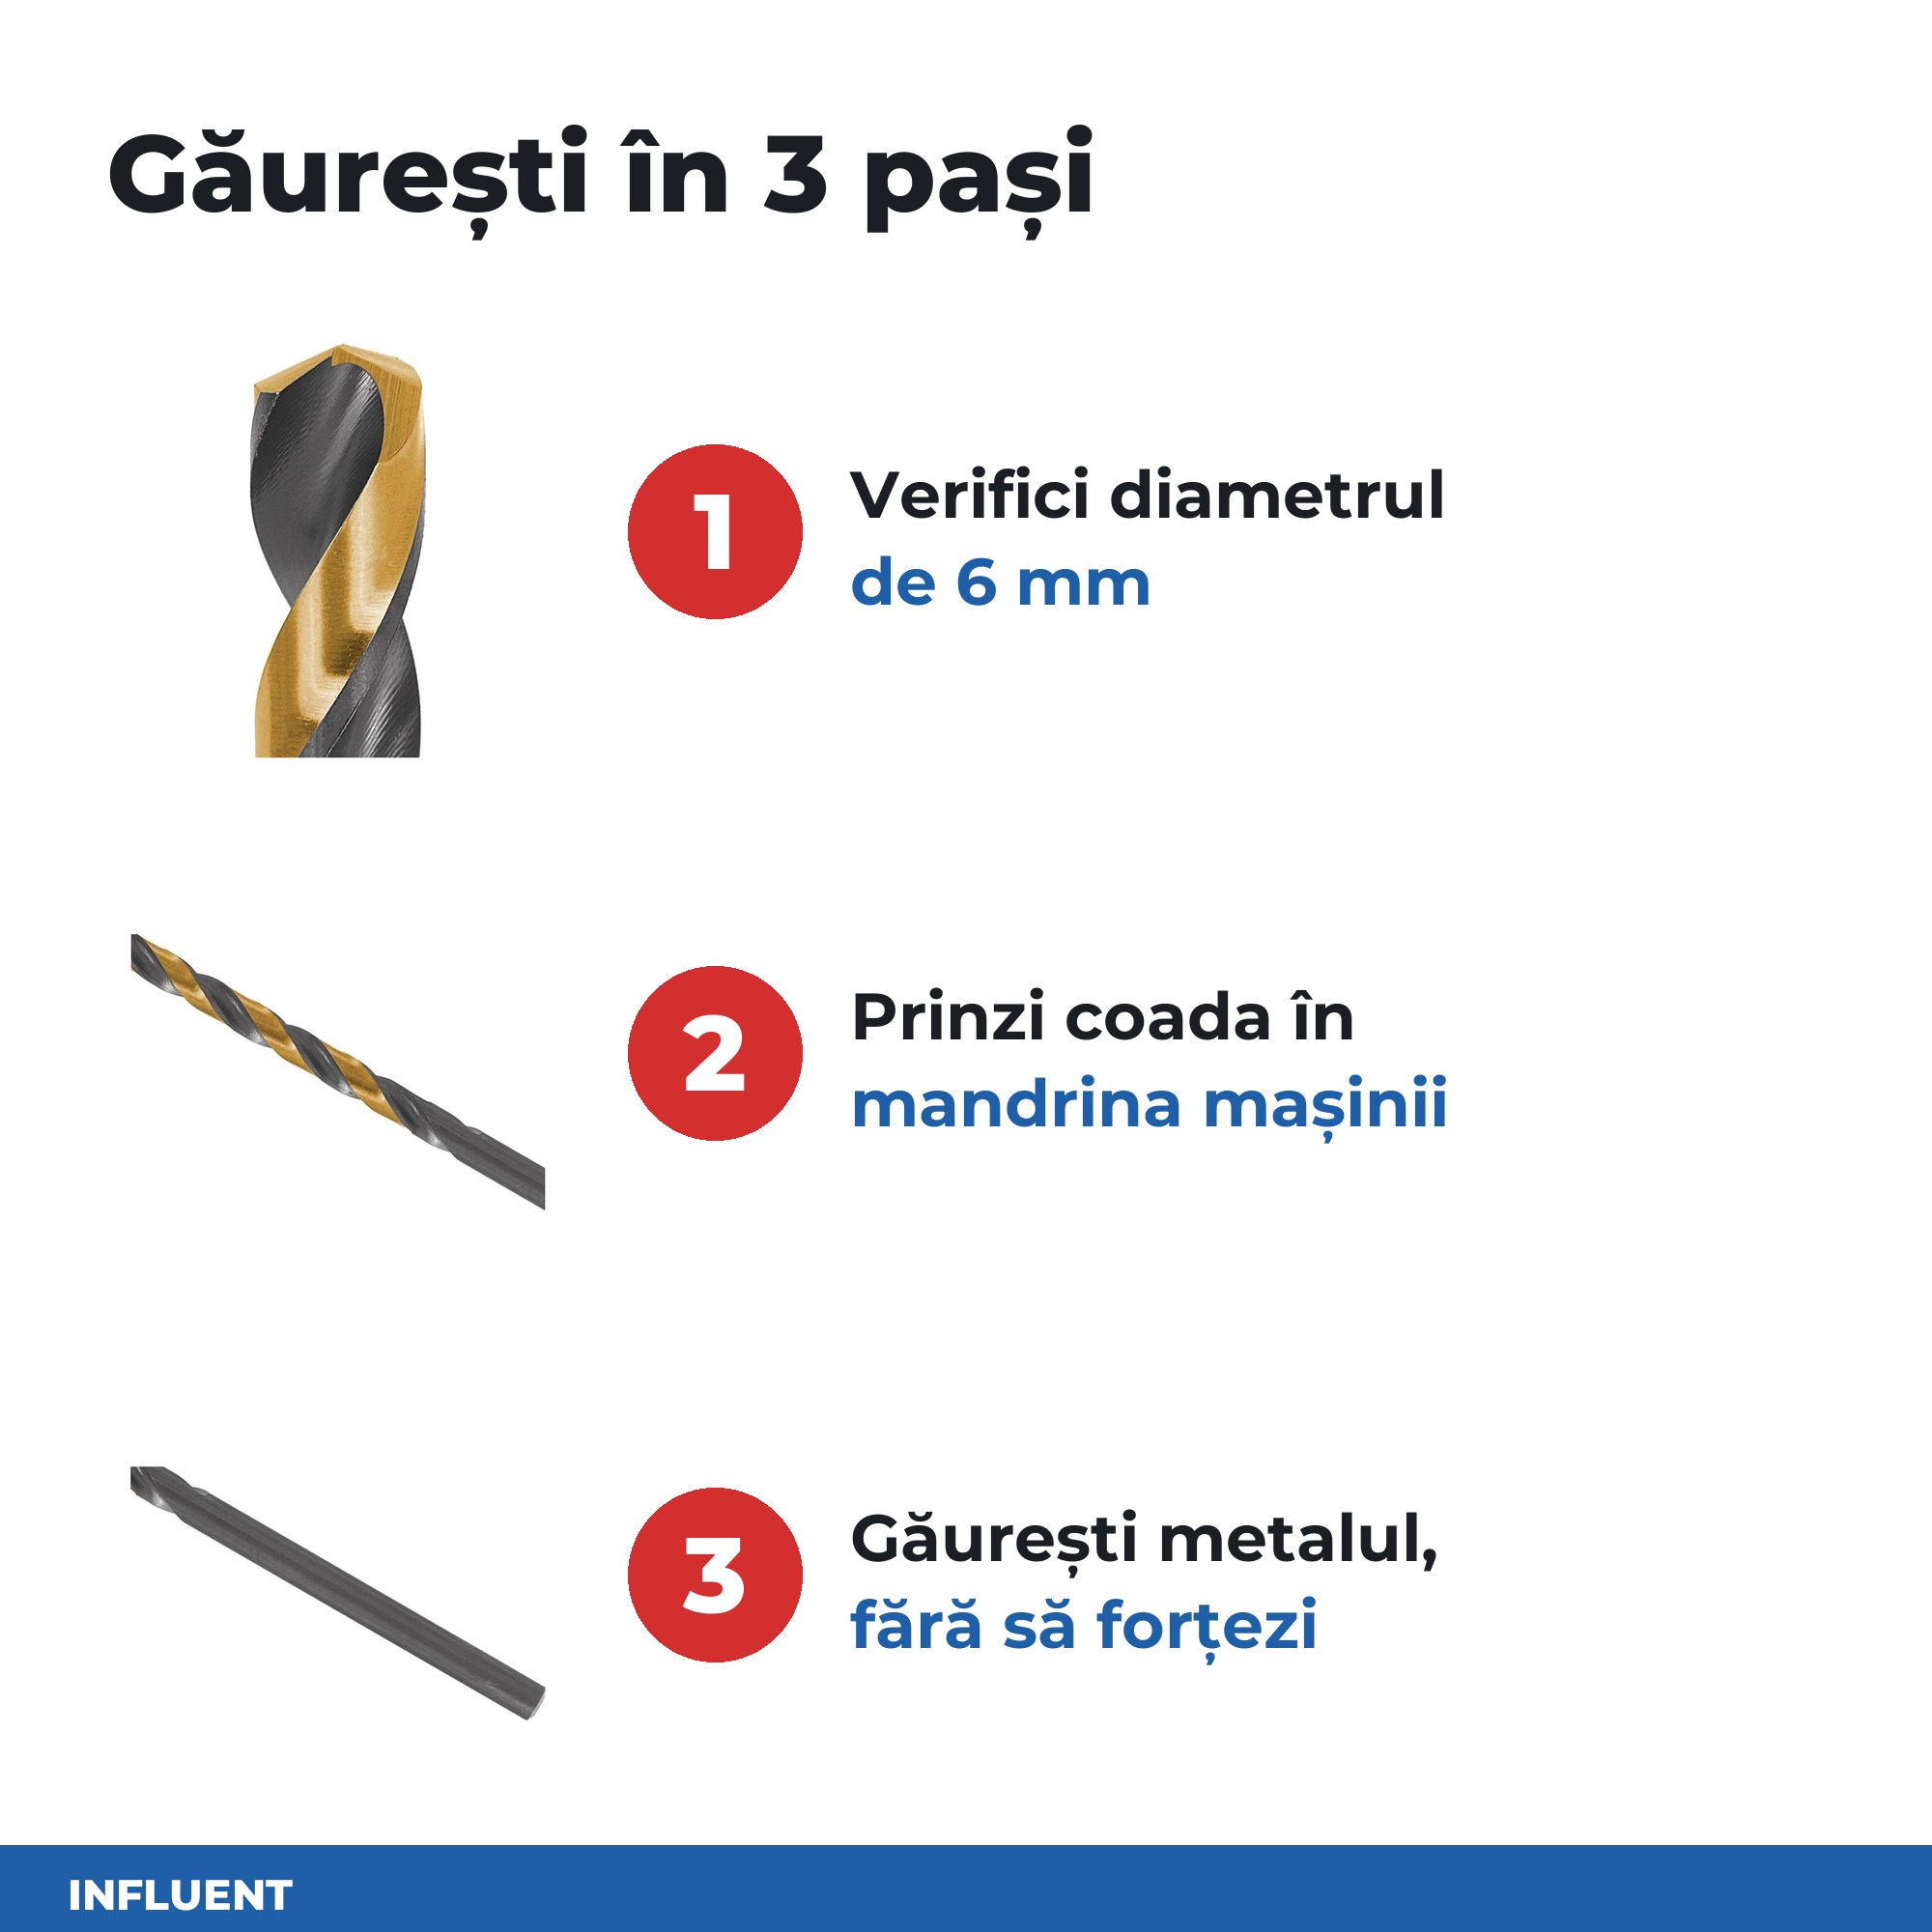 Găurești în 3 pași
1
Verifici diametrul
de 6 mm
2
Prinzi coada în
mandrina mașinii
3
Găurești metalul,
fără să forțezi
INFLUENT